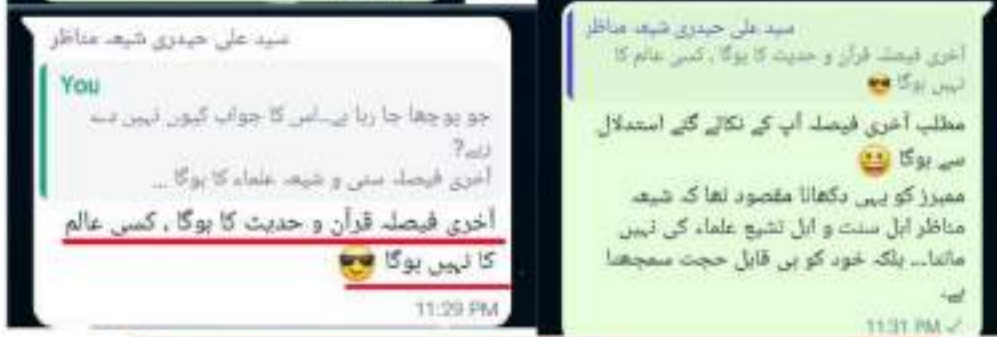 سید علی حیدری شیعہ مناظر
You
جو پوچھا جا رہا ہے۔اس کا جواب کیوں نہیں دے
رہے?
آخری فیصلہ سنی و شیعہ علماء کا ہوگا ...
آخری فیصلہ قرآن و حدیث کا ہوگا , کسی عالم
کا نہیں ہوگا 😎
11:29 PM
سید علی حیدری شیعہ مناظر
آخری فیصلہ قرآن و حدیث کا ہوگا , کسی عالم کا
نہیں ہوگا 😎
مطلب آخری فیصلہ آپ کے نکالے گئے استدلال
سے ہوگا 😀
ممبرز کو یہی دکھانا مقصود تھا کہ شیعہ
مناظر اہل سنت و اہل تشیع علماء کی نہیں
مانتا... بلکہ خود کو ہی قابل حجت سمجھتا
ہے۔
11:31 PM ✓